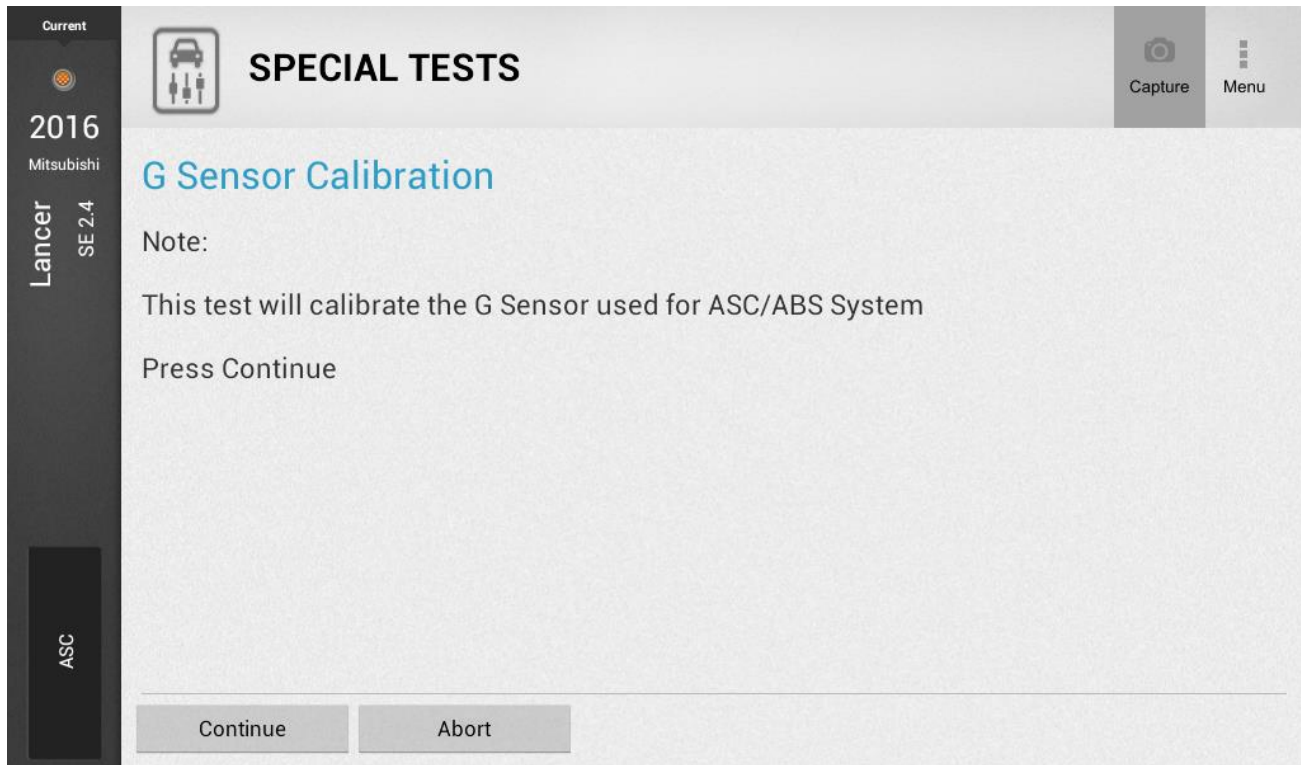 Current
2016
Mitsubishi
Lancer
SE 2.4
ASC
SPECIAL TESTS
Capture
Menu
G Sensor Calibration
Note:
This test will calibrate the G Sensor used for ASC/ABS System
Press Continue
Continue
Abort